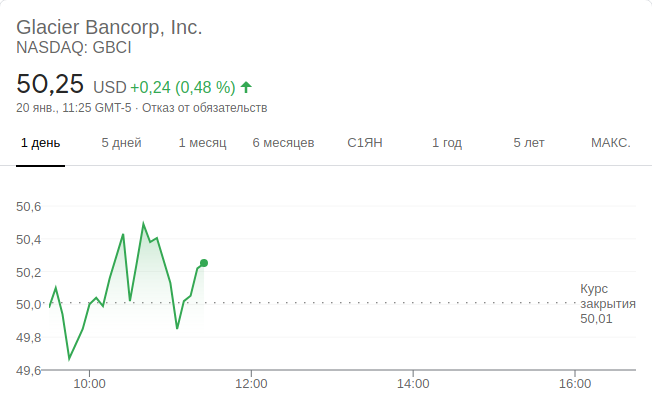 Glacier Bancorp, Inc.
NASDAQ: GBCI
50,25 USD +0,24 (0,48 %)
20 янв., 11:25 GMT-5 · Отказ от обязательств
1 день 5 дней 1 месяц 6 месяцев С1ЯН 1 год 5 лет МАКС.
50,6
50,4
50,2
50,0
49,8
49,6
Курс
закрытия
50,01
10:00 12:00 14:00 16:00